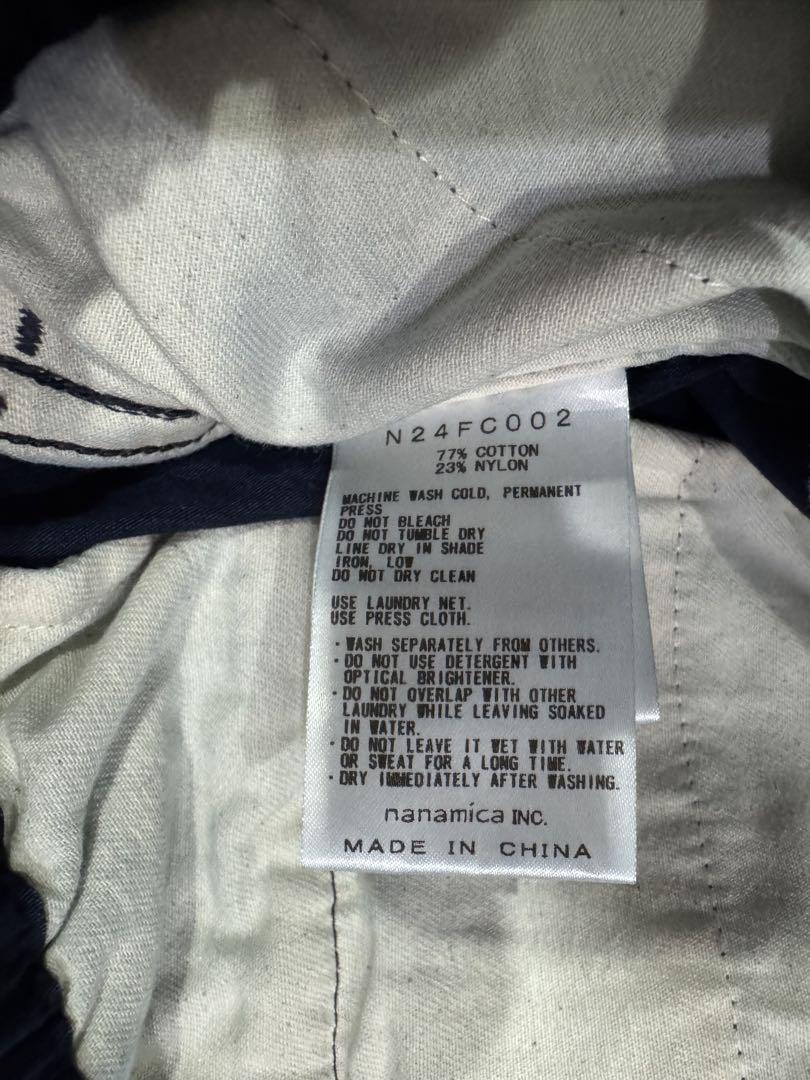 N24FC002
77% COTTON
23% NYLON
MACHINE WASH COLD, PERMANENT
PRESS
DO NOT BLEACH
DO NOT TUMBLE DRY
LINE DRY IN SHADE
IRON, LOW
DO NOT DRY CLEAN
USE LAUNDRY NET.
USE PRESS CLOTH.
・WASH SEPARATELY FROM OTHERS.
・DO NOT USE DETERGENT WITH
OPTICAL BRIGHTENER.
・DO NOT OVERLAP WITH OTHER
LAUNDRY WHILE LEAVING SOAKED
IN WATER.
・DO NOT LEAVE IT WET WITH WATER
OR SWEAT FOR A LONG TIME.
・DRY IMMEDIATELY AFTER WASHING.
nanamica INC.
MADE IN CHINA